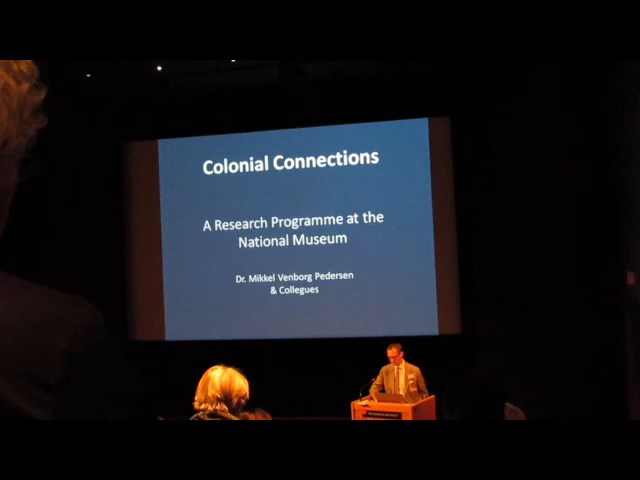 Colonial Connections
A Research Programme at the
National Museum
Dr. Mikkel Venborg Pedersen
& Collegues